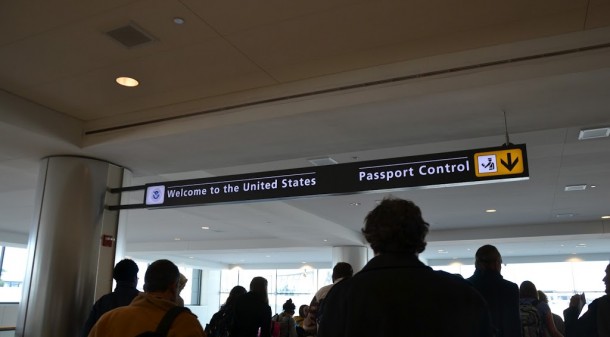 Welcome to the United States
Passport Control